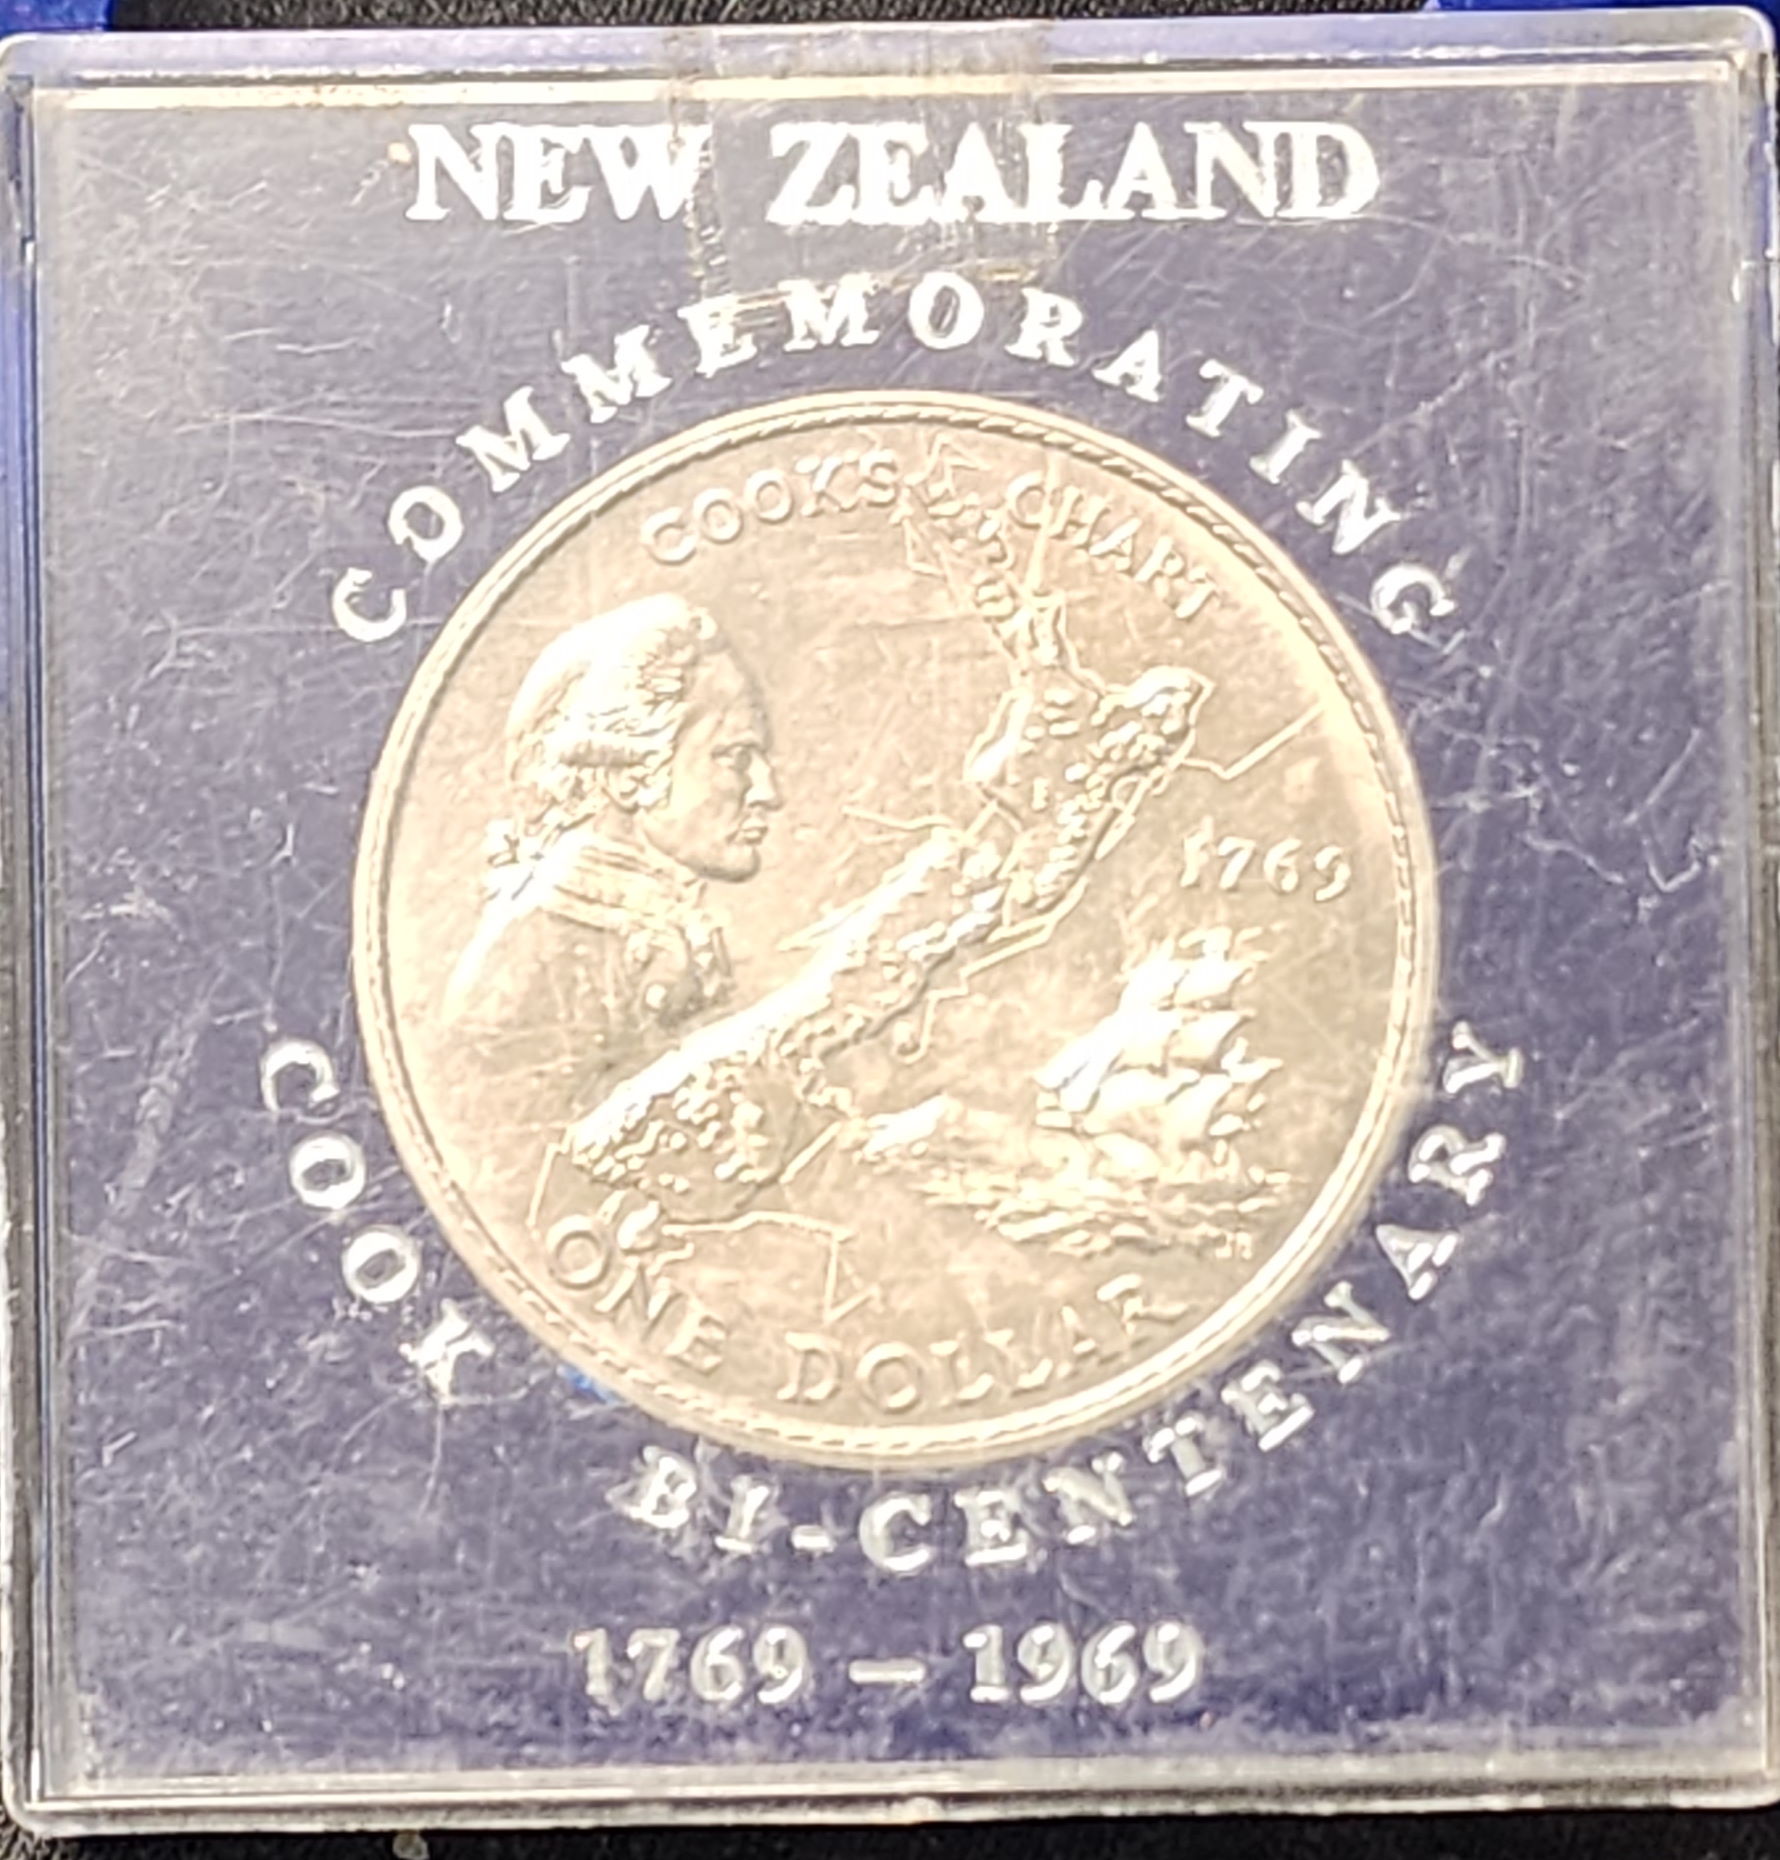 NEW ZEALAND
COMMEMORATING
COOKS CHART
1769
ONE DOLLAR
COOK BI-CENTENARY
1769 – 1969